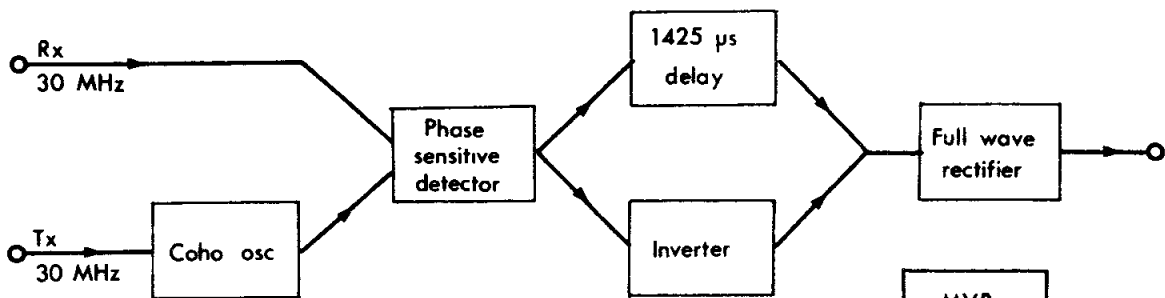 Rx
30 MHz
1425 µs
delay
Phase
sensitive
detector
Full wave
rectifier
Tx
30 MHz
Coho osc
Inverter